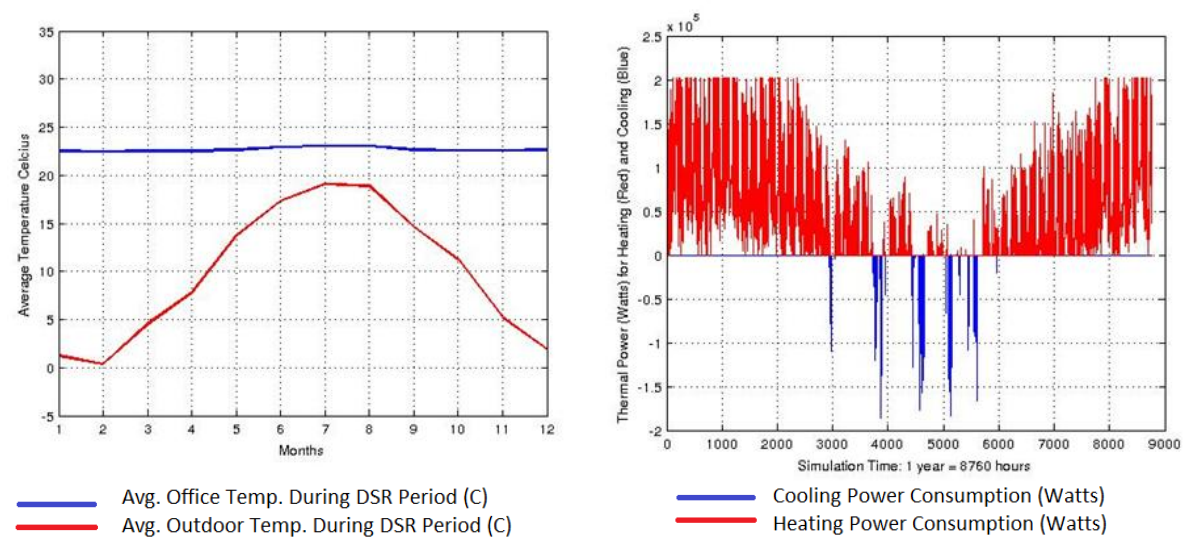 35
30
25
20
15
10
5
0
-5
1 2 3 4 5 6 7 8 9 10 11 12
Average Temperature Celcius
Months
Avg. Office Temp. During DSR Period (C)
Avg. Outdoor Temp. During DSR Period (C)
x 10^5
2.5
2
1.5
1
0.5
0
-0.5
-1
-1.5
-2
0 1000 2000 3000 4000 5000 6000 7000 8000 9000
Thermal Power (Watts) for Heating (Red) and Cooling (Blue)
Simulation Time: 1 year = 8760 hours
Cooling Power Consumption (Watts)
Heating Power Consumption (Watts)